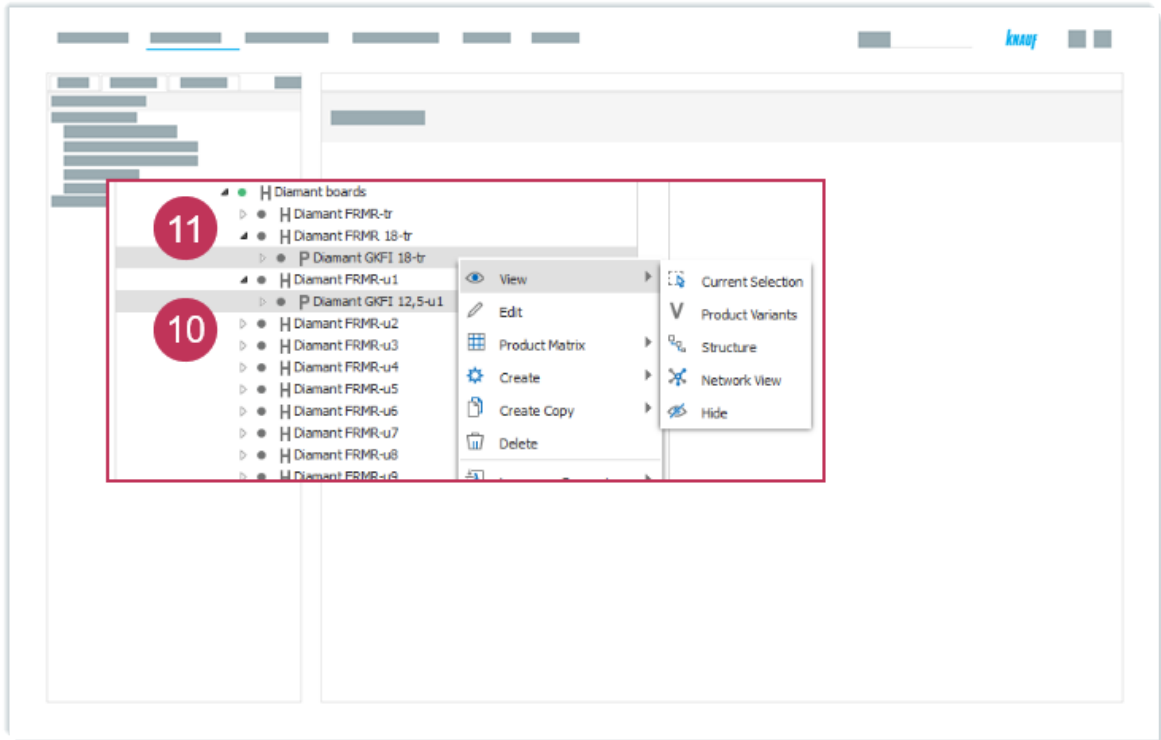 knauf
Diamant boards
11
Diamant FRMR-tr
Diamant FRMR 18-tr
P Diamant GKFI 18-tr
Diamant FRMR-u1
P Diamant GKFI 12,5-u1
10
Diamant FRMR-u2
Diamant FRMR-u3
Diamant FRMR-u4
Diamant FRMR-u5
Diamant FRMR-u6
Diamant FRMR-u7
Diamant FRMR-u8
Diamant FRMR-u9
View
Edit
Product Matrix
Create
Create Copy
Delete
Current Selection
V Product Variants
Structure
Network View
Hide